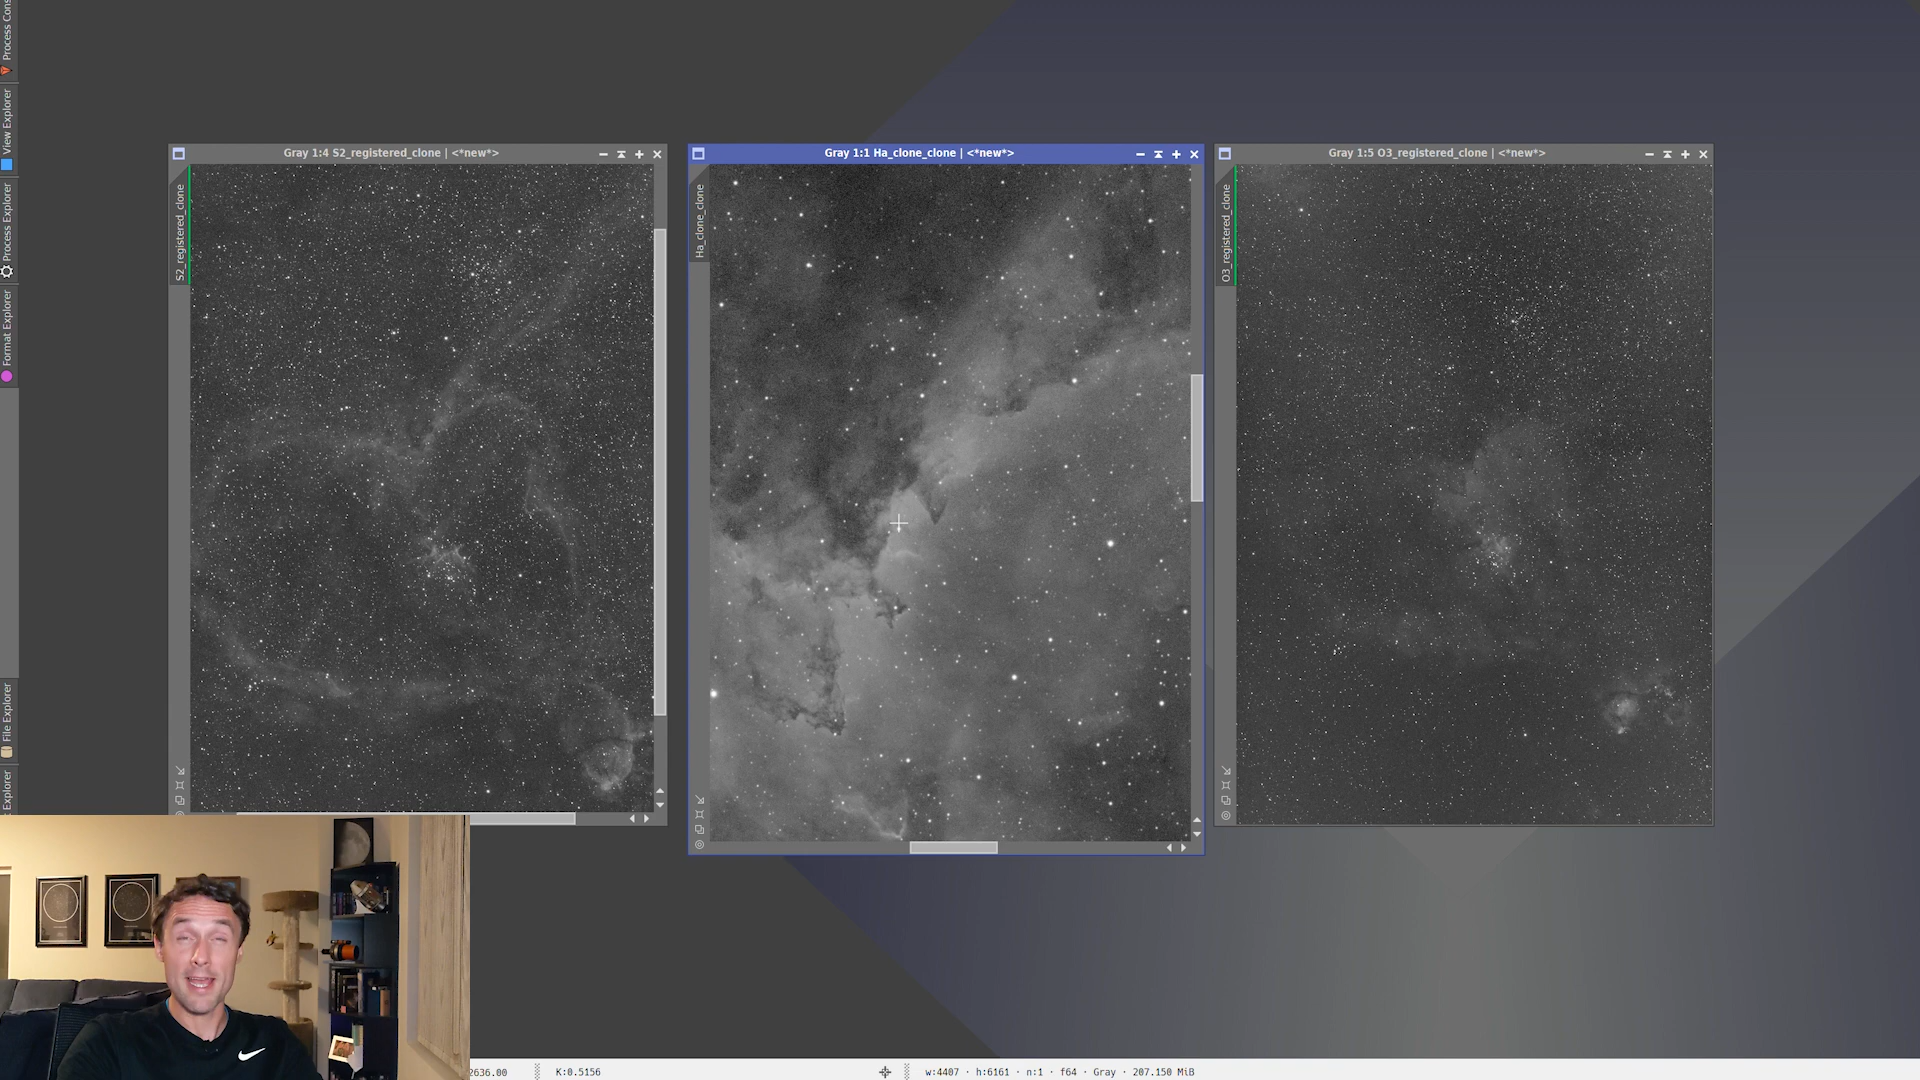 Process Cons
View Explorer
Process Explorer
Format Explorer
File Explorer
Explorer
Gray 1:4 S2_registered_clone | <*new*>
S2_registered_clone
Gray 1:1 Ha_clone_clone | <*new*>
Ha_clone_clone
Gray 1:5 O3_registered_clone | <*new*>
O3_registered_clone
2636.00
K:0.5156
w:4407 · h:6161 · n:1 · f64 · Gray · 207.150 MiB